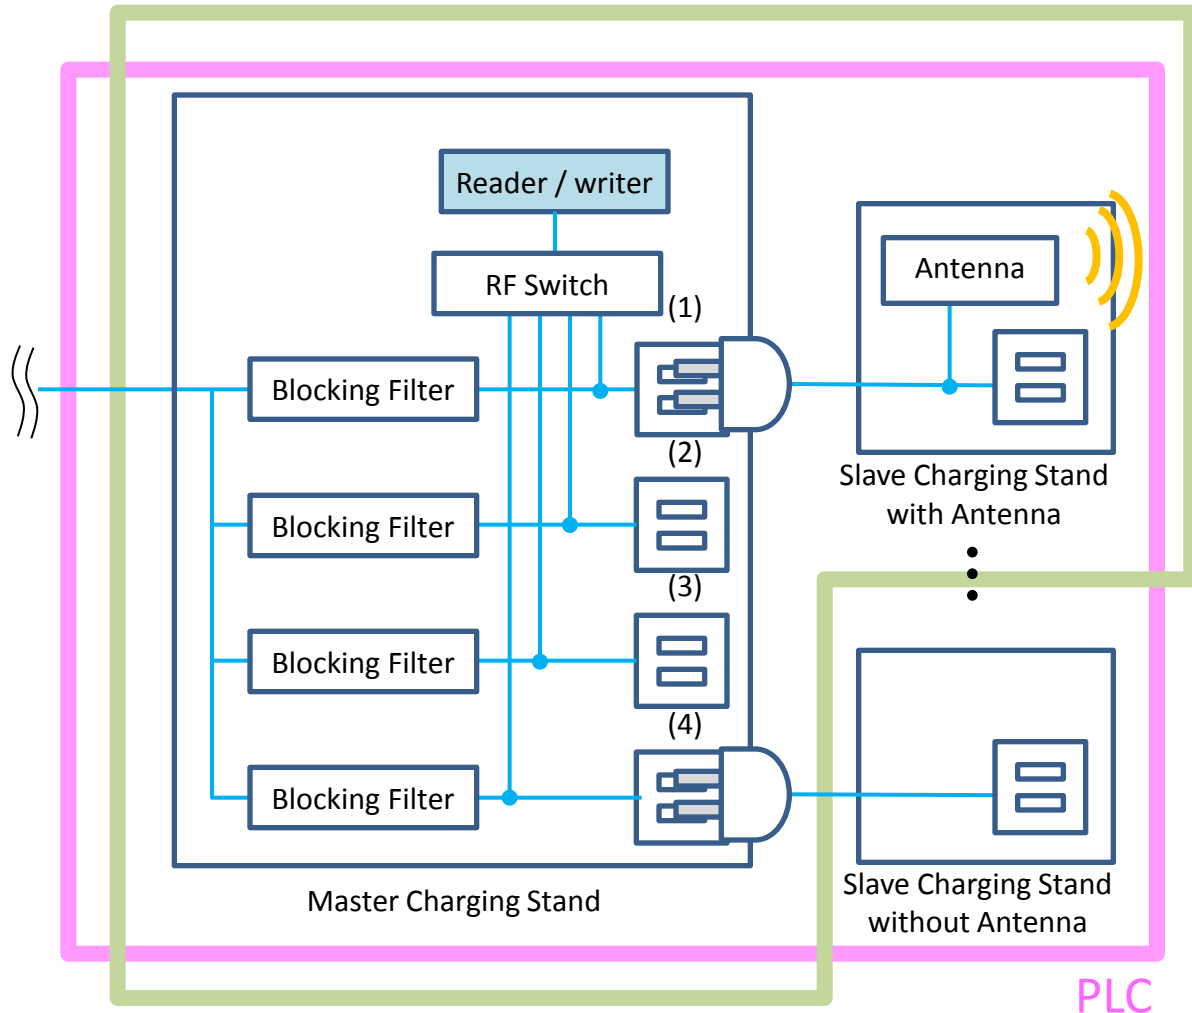 Reader / writer
RF Switch
(1)
Antenna
Blocking Filter
(2)
Slave Charging Stand
with Antenna
Blocking Filter
(3)
Blocking Filter
(4)
Blocking Filter
Master Charging Stand
Slave Charging Stand
without Antenna
PLC